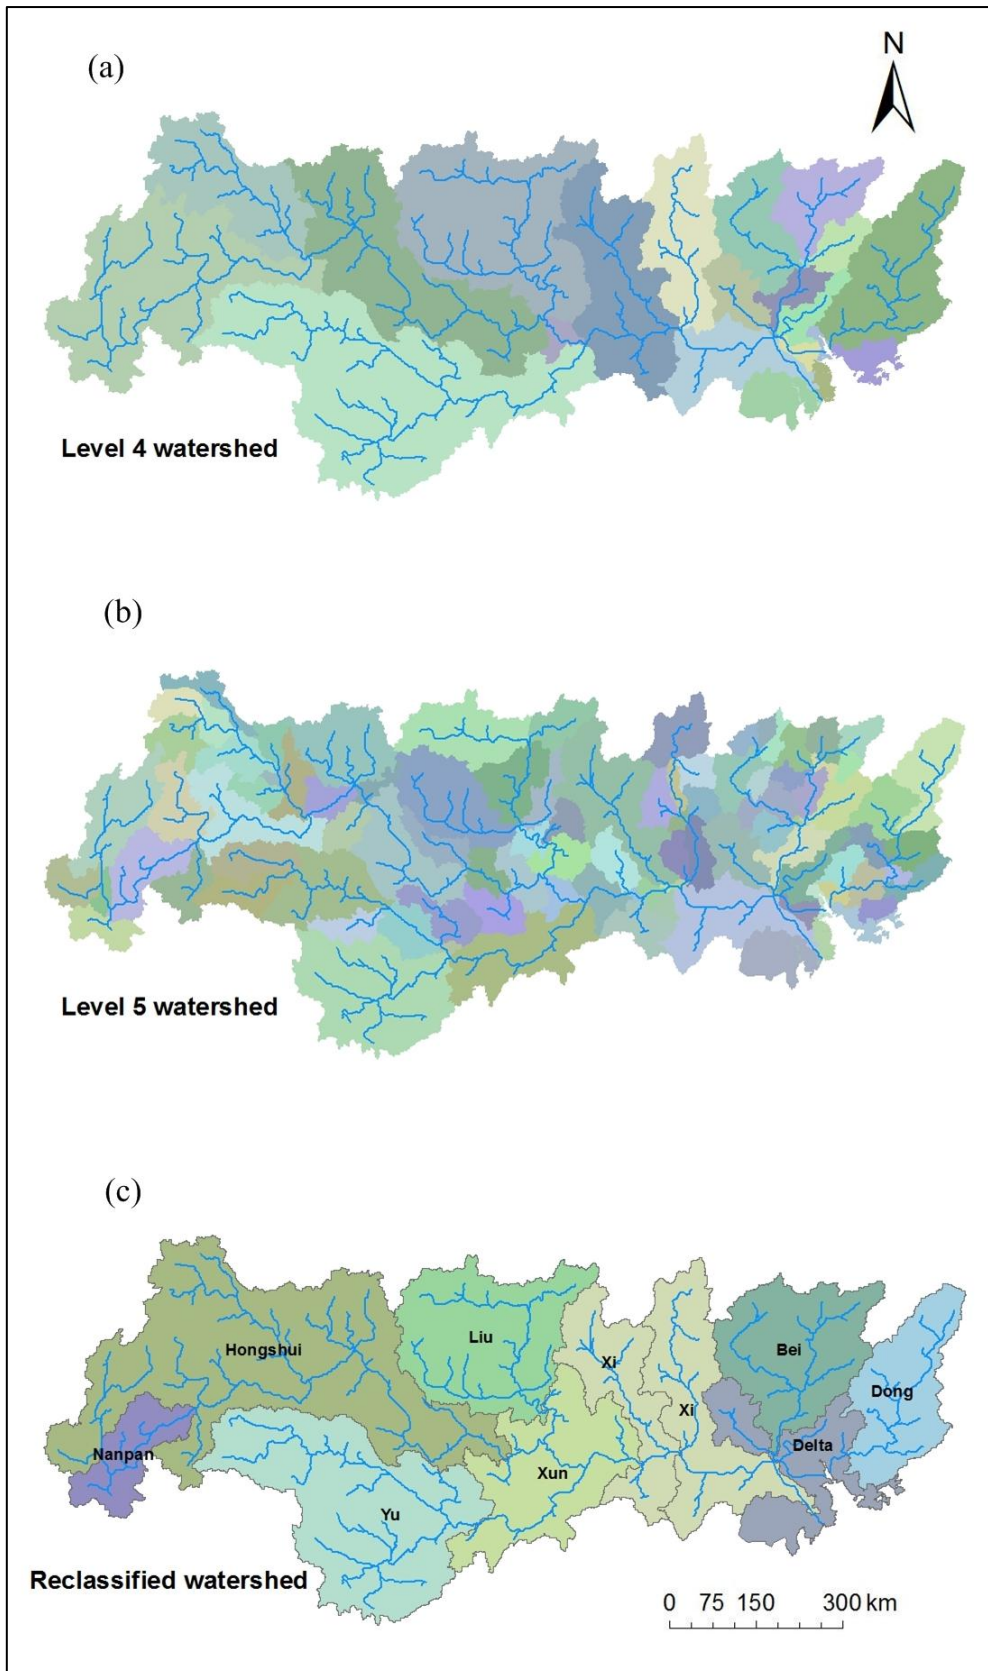 N
(a)
Level 4 watershed
(b)
Level 5 watershed
(c)
Liu
Hongshui
Xi
Bei
Dong
Xi
Nanpan
Delta
Xun
Yu
Reclassified watershed
0 75 150 300 km